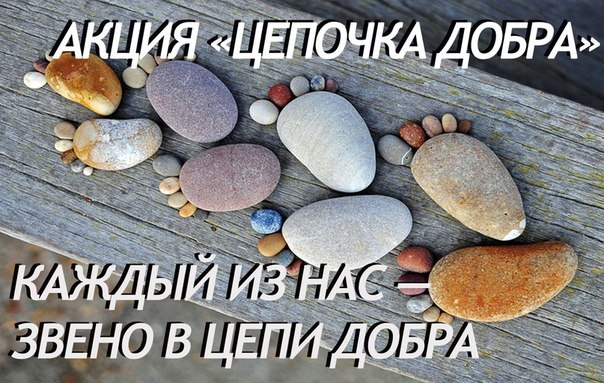 АКЦИЯ «ЦЕПОЧКА ДОБРА»
КАЖДЫЙ ИЗ НАС —
ЗВЕНО В ЦЕПИ ДОБРА